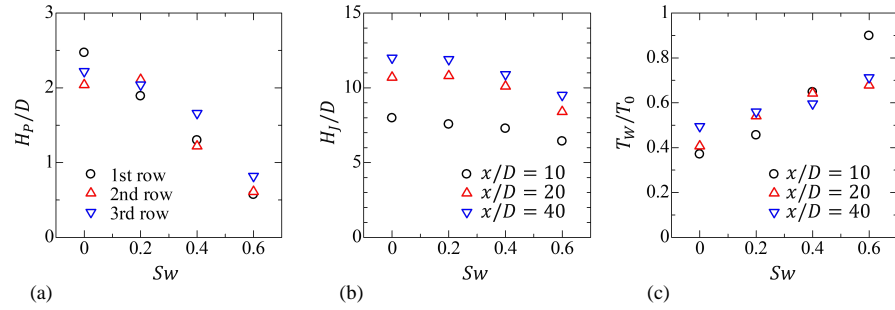 3
2
1
0
H_P/D
1st row
2nd row
3rd row
0
0.2
0.4
0.6
Sw
(a)
15
10
5
0
H_J/D
x/D = 10
x/D = 20
x/D = 40
0
0.2
0.4
0.6
Sw
(b)
1
0.8
0.6
0.4
0.2
0
T_W/T_0
x/D = 10
x/D = 20
x/D = 40
0
0.2
0.4
0.6
Sw
(c)